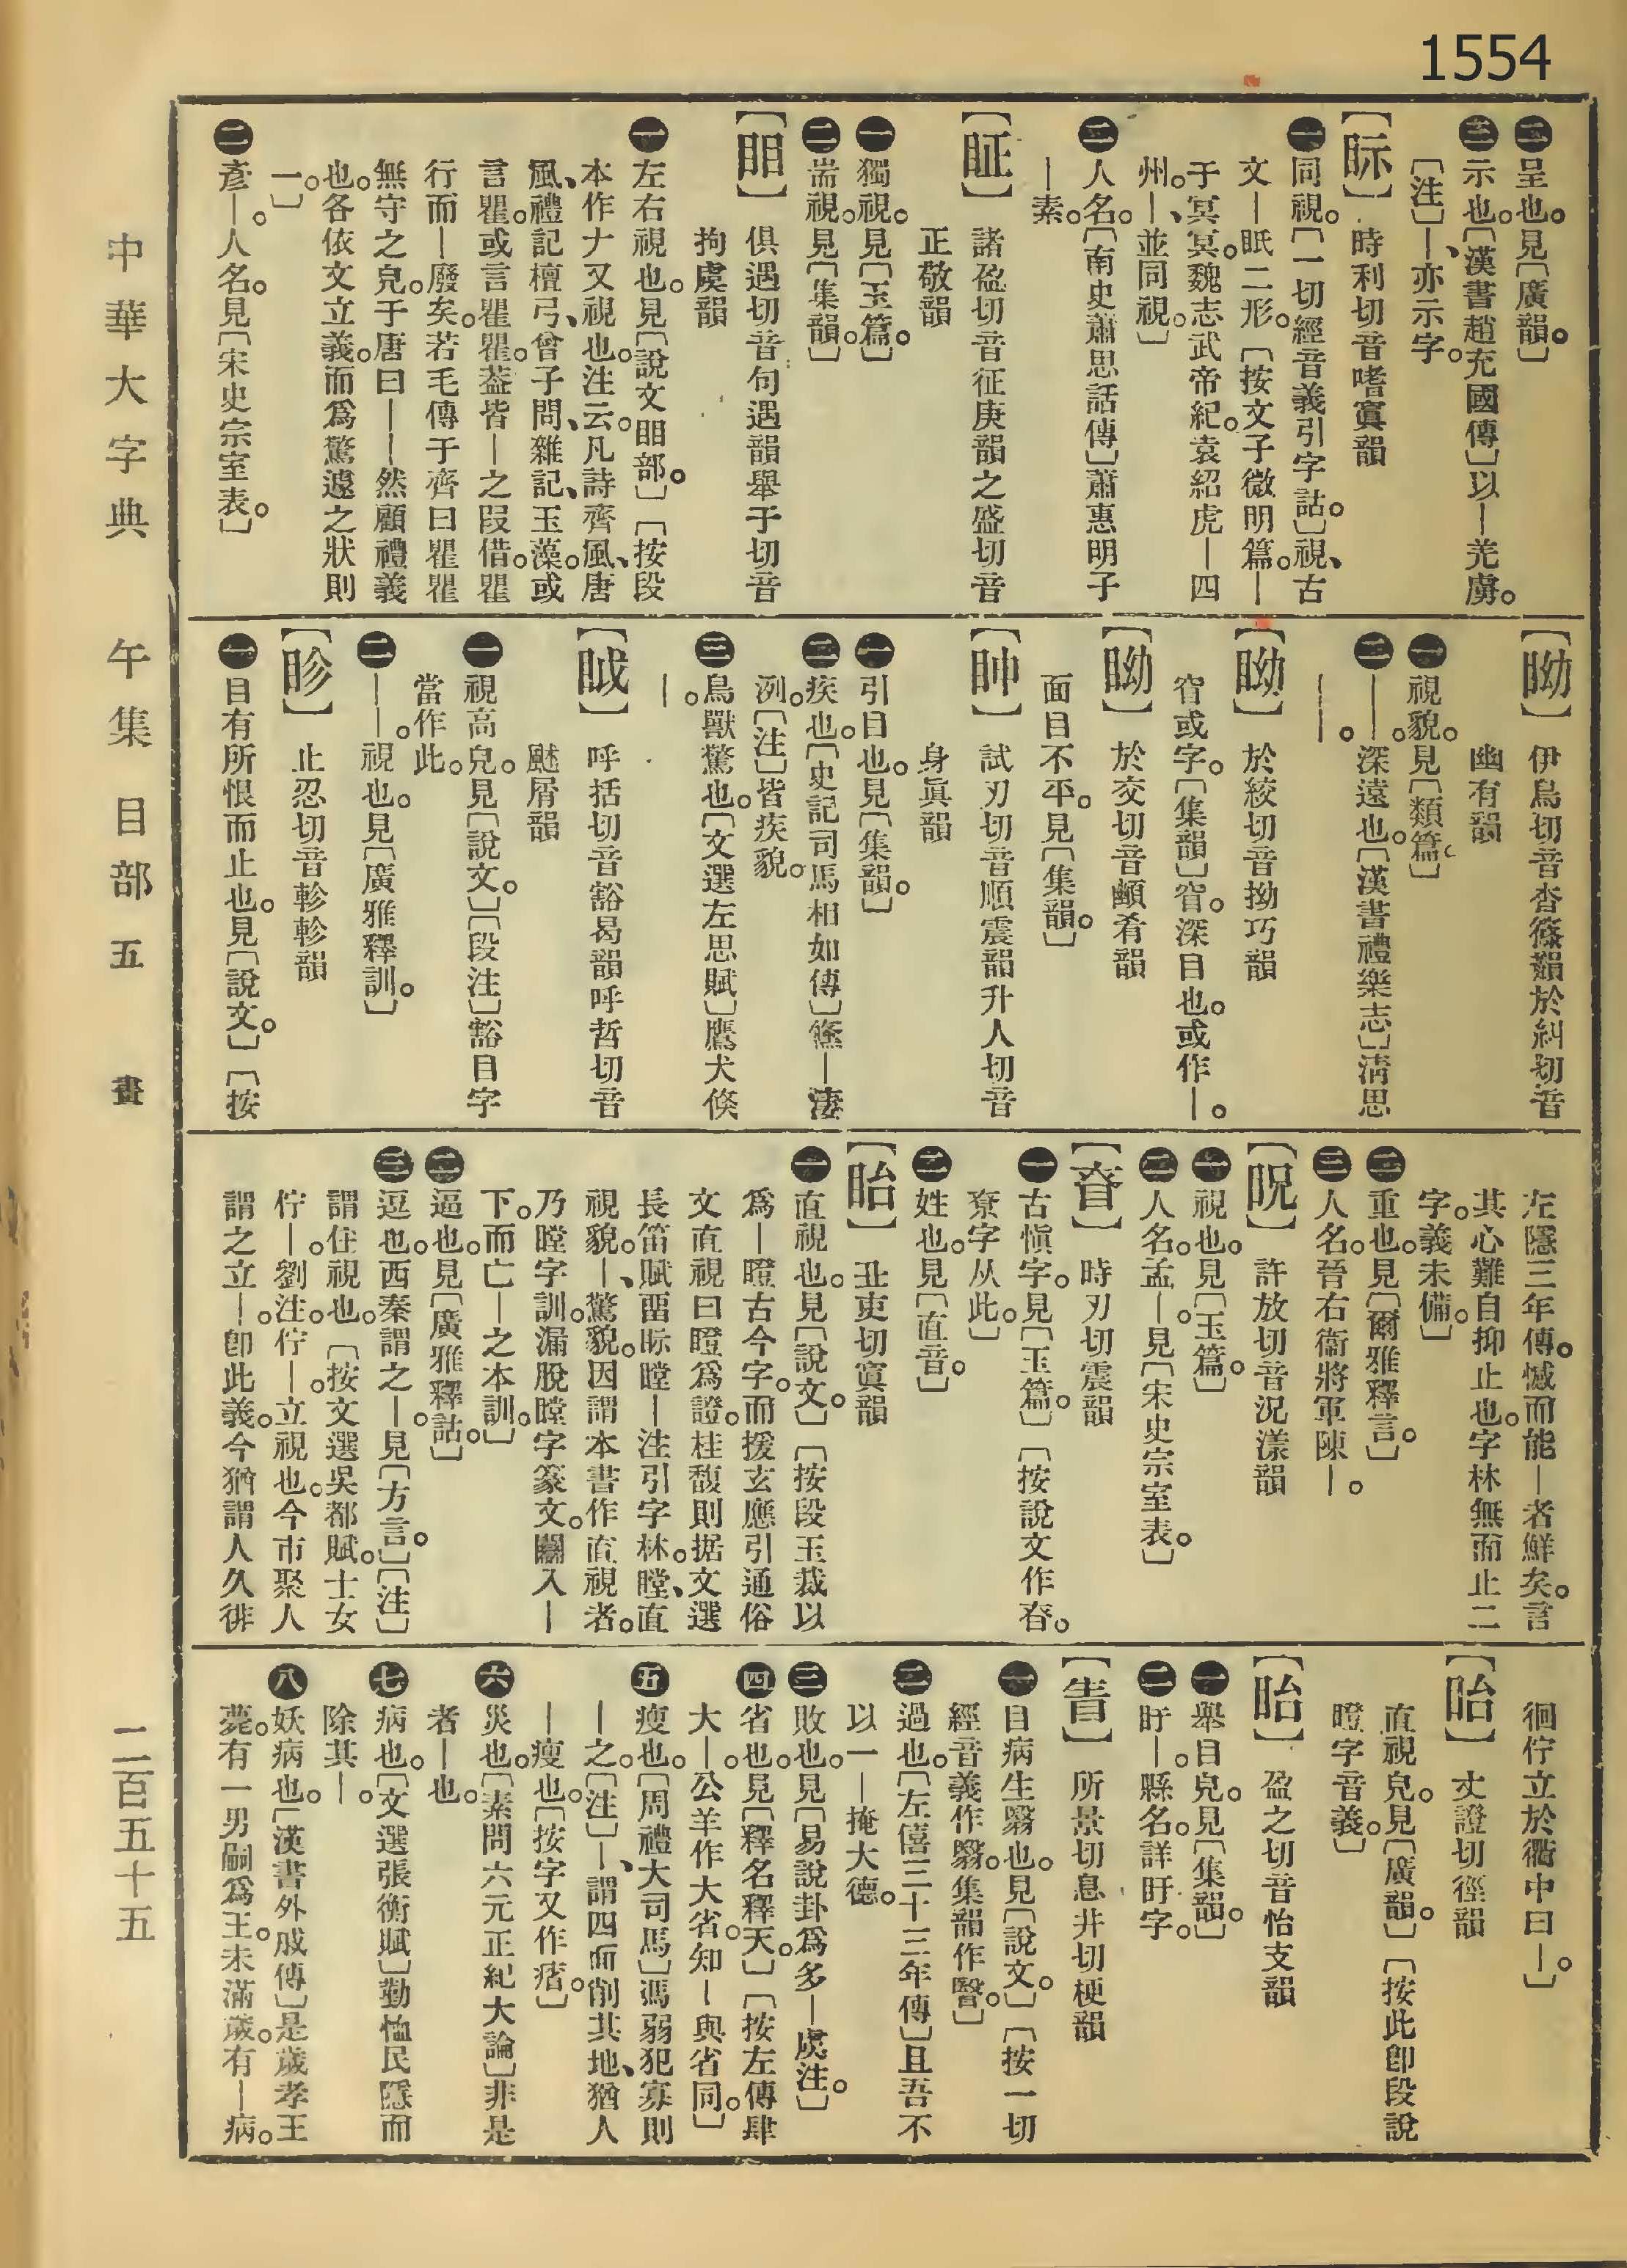 1554
㊁呈也。見〔廣韻。〕
㊂示也。〔漢書趙充國傳〕以—羌虜。
〔注〕—、亦示字。
【眎】時利切音嗜寘韻
㊀同視。〔一切經音義引字詁。〕視、古
文—眂二形。〔按文子微明篇。—
于冥冥。魏志武帝紀。袁紹虎—四
州。—、並同視。〕
㊁人名。〔南史蕭思話傳〕蕭惠明子
—素。
【眐】諸盈切音征庚韻之盛切音
正敬韻
㊀獨視。見〔玉篇。〕
㊁耑視。見〔集韻。〕
【䀠】俱遇切音句遇韻舉于切音
拘虞韻
㊀左右視也。見〔說文䀠部。〕〔按段
本作𠂇又視也。注云。凡詩齊風、唐
風、禮記檀弓、曾子問、雜記、玉藻。或
言瞿。或言瞿瞿。葢皆—之叚借。瞿
行而—廢矣。若毛傳于齊曰瞿瞿
無守之皃。于唐曰——然顧禮義
也。各依文立義。而爲驚遽之狀則
一。〕
㊁彥—。人名。見〔宋史宗室表。〕
【眑】伊鳥切音杳篠韻於糾切音
幽有韻
㊀視貌。見〔類篇〕
㊁——。深遠也。〔漢書禮樂志〕清思
——。
【眑】於絞切音拗巧韻
窅或字。〔集韻〕窅。深目也。或作—。
【眑】於交切音顱肴韻
面目不平。見〔集韻。〕
【眒】試刃切音順震韻升人切音
身眞韻
㊀引目也。見〔集韻。〕
㊁疾也。〔史記司馬相如傳〕儵—淒
浰。〔注〕皆疾貌。
㊂鳥獸驚也。〔文選左思賦〕鷹犬倏
—。
【眓】呼括切音豁曷韻呼哲切音
颬屑韻
㊀視高皃。見〔說文。〕〔段注〕豁目字
當作此。
㊁——。視也。見〔廣雅釋訓。〕
【眕】止忍切音軫軫韻
㊀目有所恨而止也。見〔說文。〕〔按
左隱三年傳。憾而能—者鮮矣。言
其心難自抑止也。字林無而止二
字。義未備。〕
㊁重也。見〔爾雅釋言。〕
㊂人名。晉右衞將軍陳—。
【眖】許放切音況漾韻
㊀視也。見〔玉篇。〕
㊁人名。孟—。見〔宋史宗室表。〕
【昚】時刃切震韻
㊀古愼字。見〔玉篇。〕〔按說文作昚。
尞字从此。〕
㊁姓也。見〔直音。〕
【眙】丑吏切寘韻
㊀直視也。見〔說文。〕〔按段玉裁以
爲—瞪古今字。而援玄應引通俗
文直視曰瞪爲證。桂馥則据文選
長笛賦畱眎瞠—注引字林。瞠、直
視貌。—、驚貌。因謂本書作直視者。
乃瞠字訓。漏脫瞠字篆文。闌入—
下。而亡—之本訓。〕
㊁逼也。見〔廣雅釋詁。〕
㊂逗也。西秦謂之—。見〔方言。〕〔注〕
謂住視也。〔按文選吳都賦。士女
佇—。劉注。佇—。立視也。今市聚人
謂之立—。卽此義。今猶謂人久徘
徊佇立於衢中曰—。〕
【眙】丈證切徑韻
直視皃。見〔廣韻。〕〔按此卽段說
瞪字音義。〕
【眙】盈之切音怡支韻
㊀舉目皃。見〔集韻。〕
㊁盱—。縣名。詳盱字。
【眚】所景切息井切梗韻
㊀目病生翳也。見〔說文。〕〔按一切
經音義作瞖。集韻作醫。〕
㊁過也。〔左僖三十三年傳〕且吾不
以一—掩大德。
㊂敗也。見〔易說卦爲多—虞注。〕
㊃省也。見〔釋名釋天。〕〔按左傳肆
大—。公羊作大省。知—與省同。〕
㊄瘦也。〔周禮大司馬〕馮弱犯寡則
—之。〔注〕—、謂四面削其地、猶人
—瘦也。〔按字又作㾪。〕
㊅災也。〔素問六元正紀大論〕非是
者—也。
㊆病也。〔文選張衡賦〕勤恤民隱而
除其—。
㊇妖病也。〔漢書外戚傳〕是歲孝王
薨。有一男嗣爲王。未滿歲。有—病。
中華大字典 午集 目部 五畫
二百五十五